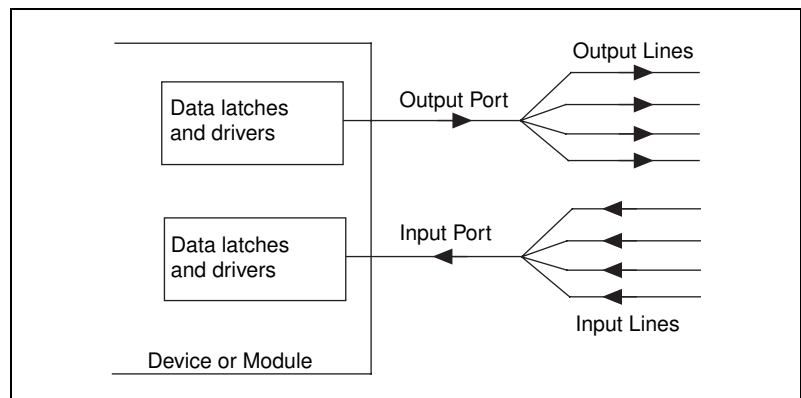 Output Lines
Data latches
and drivers
Output Port
Data latches
and drivers
Input Port
Input Lines
Device or Module